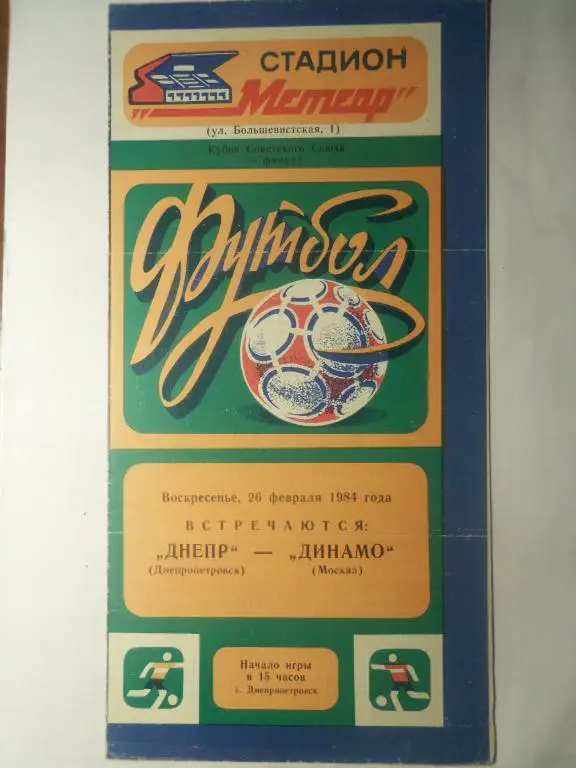 СТАДИОН
„Метеор"
(ул. Большевистская, 1)
Кубок Советского Союза
финала
Футбол
Воскресенье, 26 февраля 1984 года
ВСТРЕЧАЮТСЯ:
„ДНЕПР" — „ДИНАМО"
(Днепропетровск) (Москва)
Начало игры
в 15 часов
г. Днепропетровск